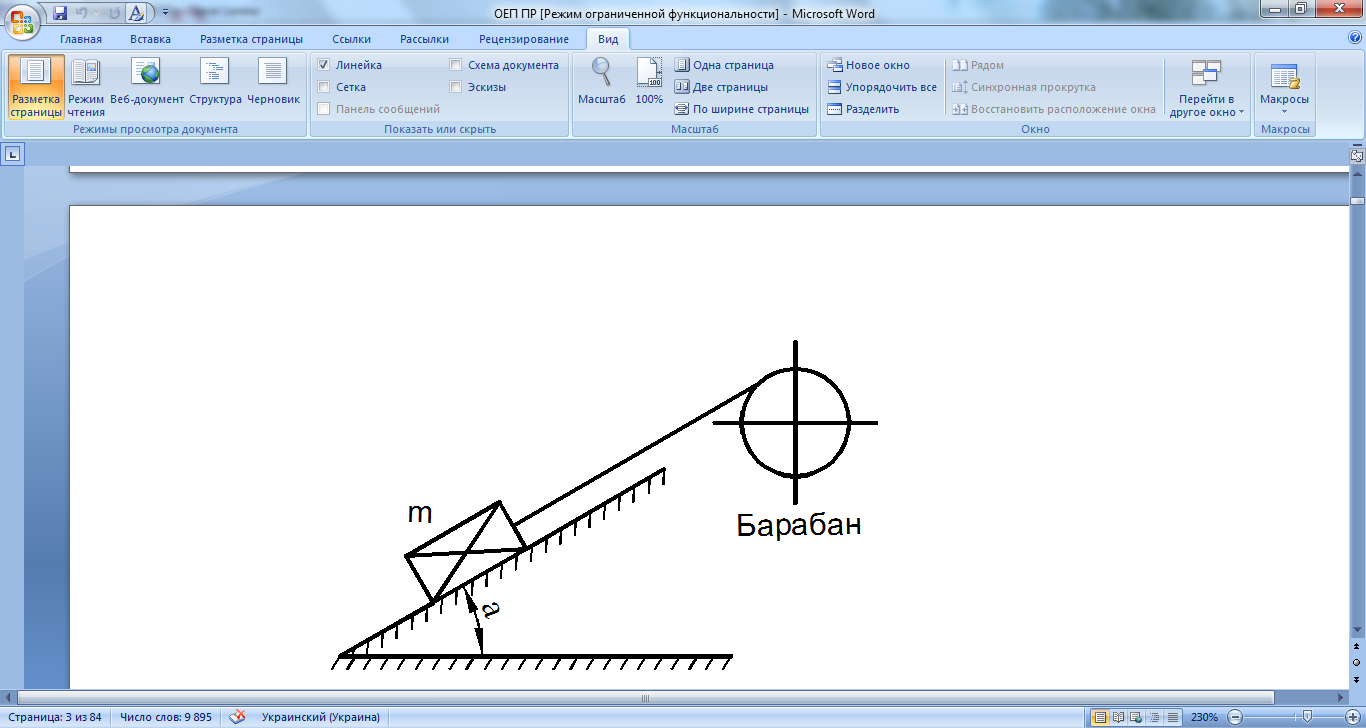 ОЕП ПР [Режим ограниченной функциональности] - Microsoft Word
Главная Вставка Разметка страницы Ссылки Рассылки Рецензирование Вид
Разметка страницы
Режим чтения
Веб-документ
Структура
Черновик
Режимы просмотра документа
Линейка
Сетка
Панель сообщений
Схема документа
Эскизы
Показать или скрыть
Масштаб
100%
Одна страница
Две страницы
По ширине страницы
Масштаб
Новое окно
Упорядочить все
Разделить
Рядом
Синхронная прокрутка
Восстановить расположение окна
Перейти в другое окно
Окно
Макросы
Макросы
m
Барабан
a
Страница: 3 из 84 Число слов: 9 895 Украинский (Украина) 230%